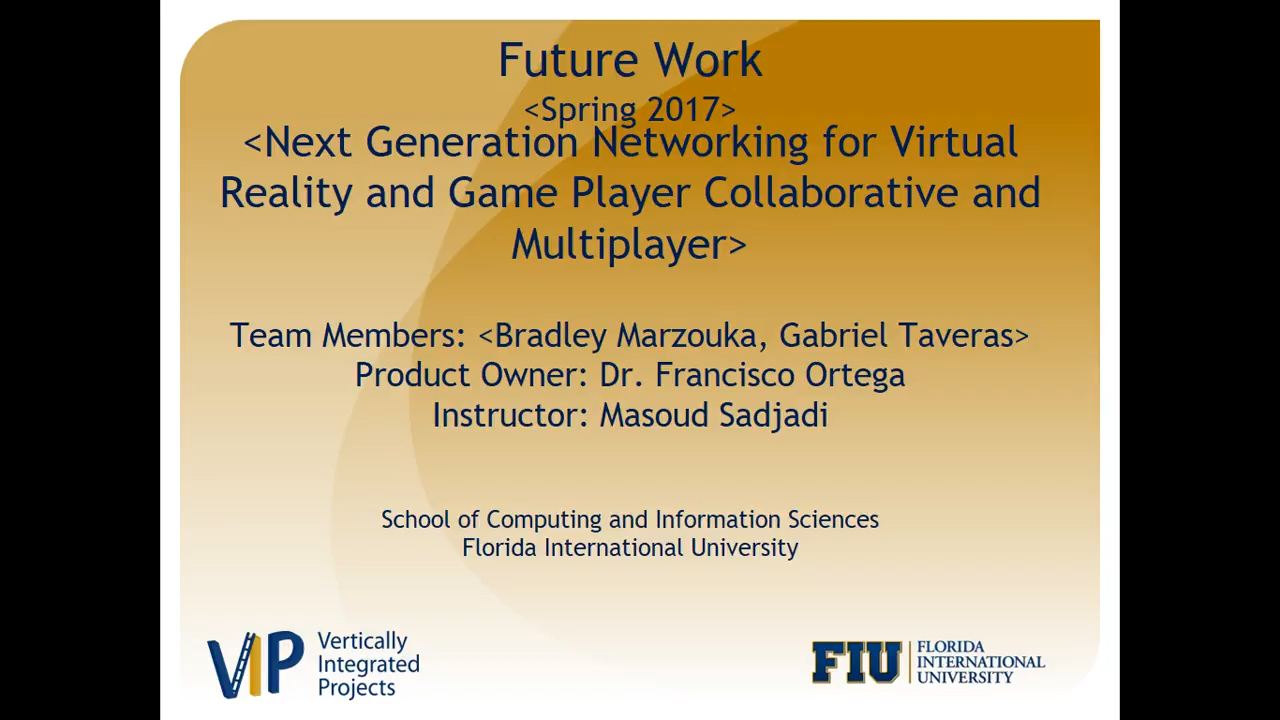 Future Work
<Spring 2017>
<Next Generation Networking for Virtual
Reality and Game Player Collaborative and
Multiplayer>
Team Members: <Bradley Marzouka, Gabriel Taveras>
Product Owner: Dr. Francisco Ortega
Instructor: Masoud Sadjadi
School of Computing and Information Sciences
Florida International University
VIP
Vertically
Integrated
Projects
FIU
FLORIDA
INTERNATIONAL
UNIVERSITY